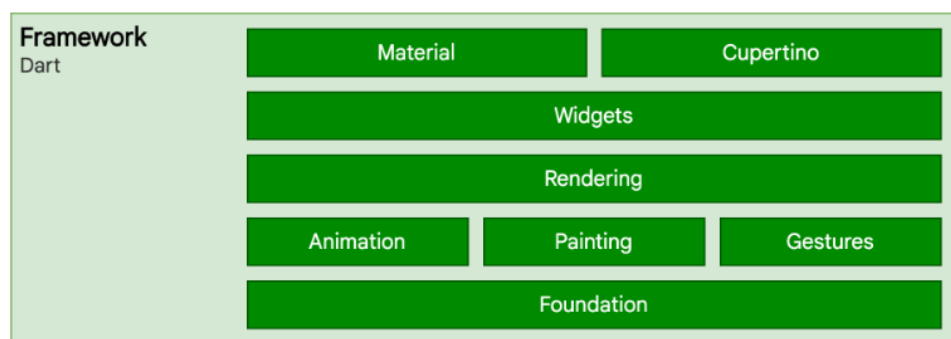 Framework
Dart
Material
Cupertino
Widgets
Rendering
Animation
Painting
Gestures
Foundation